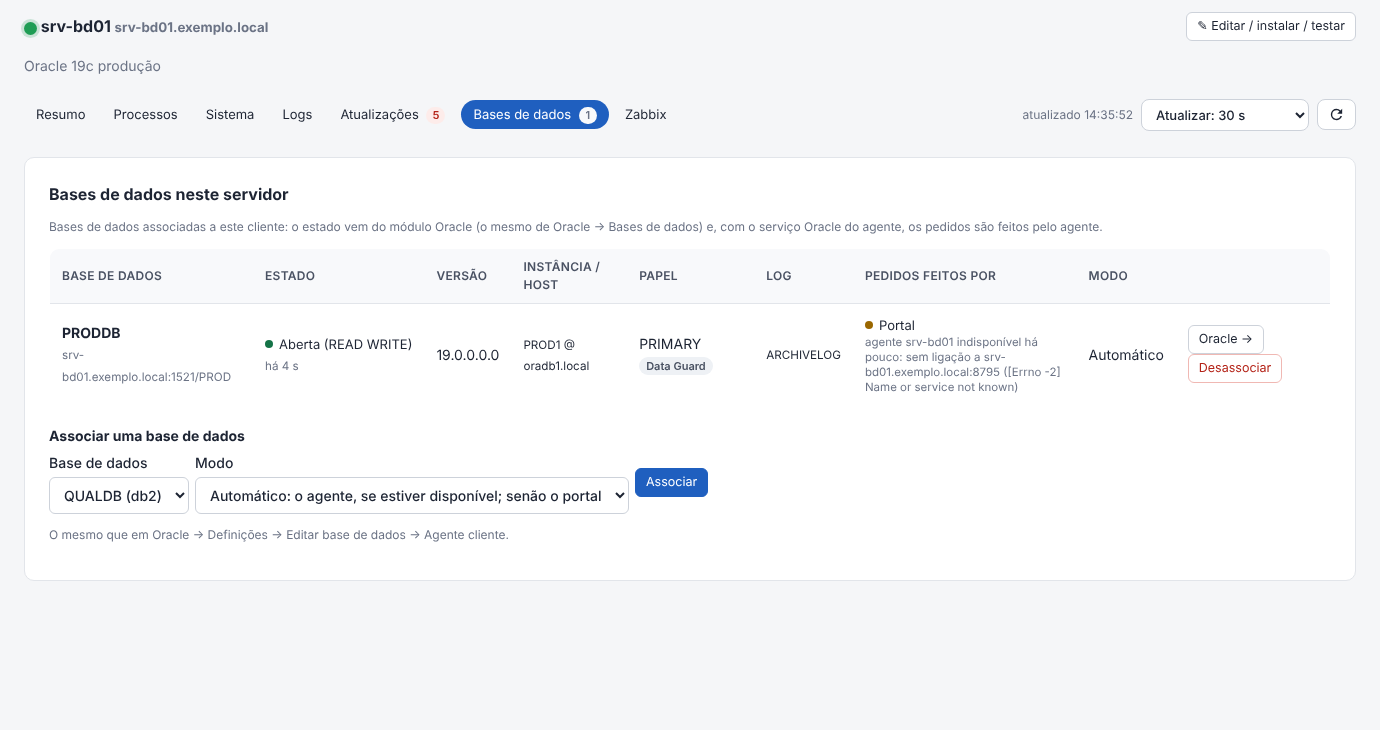 srv-bd01 srv-bd01.exemplo.local
✎ Editar / instalar / testar
Oracle 19c produção
Resumo
Processos
Sistema
Logs
Atualizações 5
Bases de dados 1
Zabbix
atualizado 14:35:52
Atualizar: 30 s
Bases de dados neste servidor
Bases de dados associadas a este cliente: o estado vem do módulo Oracle (o mesmo de Oracle → Bases de dados) e, com o serviço Oracle do agente, os pedidos são feitos pelo agente.
BASE DE DADOS
ESTADO
VERSÃO
INSTÂNCIA /
HOST
PAPEL
LOG
PEDIDOS FEITOS POR
MODO
PRODDB
srv-
bd01.exemplo.local:1521/PROD
Aberta (READ WRITE)
há 4 s
19.0.0.0.0
PROD1 @
oradb1.local
PRIMARY
Data Guard
ARCHIVELOG
Portal
agente srv-bd01 indisponível há
pouco: sem ligação a srv-
bd01.exemplo.local:8795 ([Errno -2]
Name or service not known)
Automático
Oracle →
Desassociar
Associar uma base de dados
Base de dados
Modo
QUALDB (db2)
Automático: o agente, se estiver disponível; senão o portal
Associar
O mesmo que em Oracle → Definições → Editar base de dados → Agente cliente.